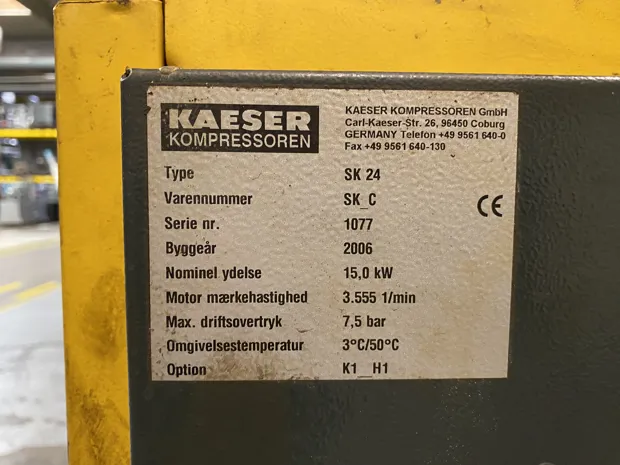 KAESER
KOMPRESSOREN
KAESER KOMPRESSOREN GmbH
Carl-Kaeser-Str. 26, 96450 Coburg
GERMANY Telefon +49 9561 640-0
Fax +49 9561 640-130
Type SK 24
Varennummer SK_C
Serie nr. 1077
Byggeår 2006
Nominel ydelse 15,0 kW
Motor mærkehastighed 3.555 1/min
Max. driftsovertryk 7,5 bar
Omgivelsestemperatur 3°C/50°C
Option K1__H1
CE